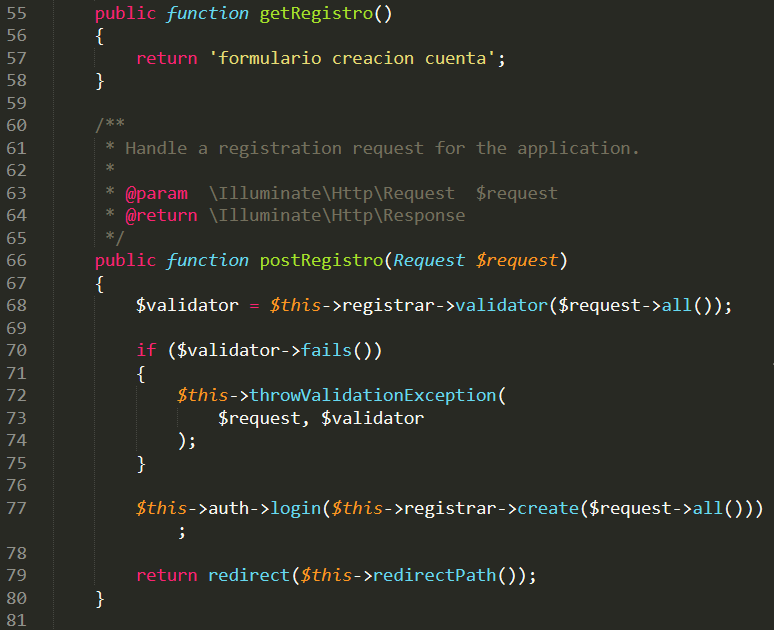 55 public function getRegistro()
56 {
57 return 'formulario creacion cuenta';
58 }
59
60 /**
61 * Handle a registration request for the application.
62 *
63 * @param  \Illuminate\Http\Request  $request
64 * @return \Illuminate\Http\Response
65 */
66 public function postRegistro(Request $request)
67 {
68 $validator = $this->registrar->validator($request->all());
69
70 if ($validator->fails())
71 {
72 $this->throwValidationException(
73 $request, $validator
74 );
75 }
76
77 $this->auth->login($this->registrar->create($request->all()))
;
78
79 return redirect($this->redirectPath());
80 }
81